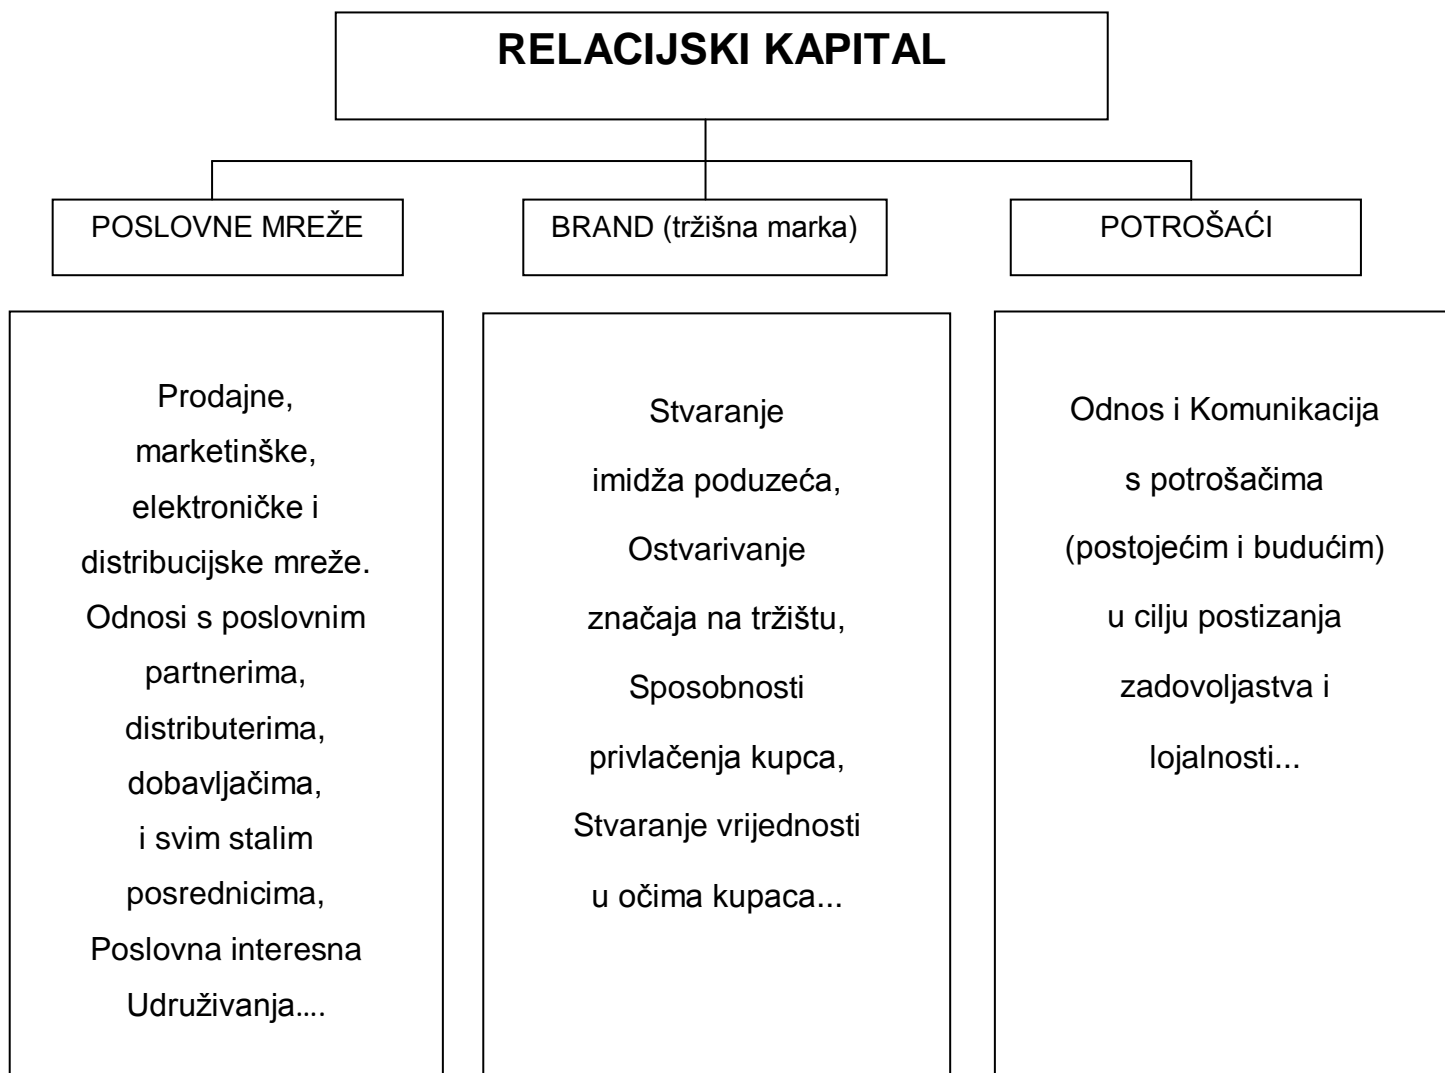 RELACIJSKI KAPITAL
POSLOVNE MREŽE
BRAND (tržišna marka)
POTROŠAĆI
Prodajne,
marketinške,
elektroničke i
distribucijske mreže.
Odnosi s poslovnim
partnerima,
distributerima,
dobavljačima,
i svim stalim
posrednicima,
Poslovna interesna
Udruživanja....
Stvaranje
imidža poduzeća,
Ostvarivanje
značaja na tržištu,
Sposobnosti
privlačenja kupca,
Stvaranje vrijednosti
u očima kupaca...
Odnos i Komunikacija
s potrošačima
(postojećim i budućim)
u cilju postizanja
zadovoljastva i
lojalnosti...